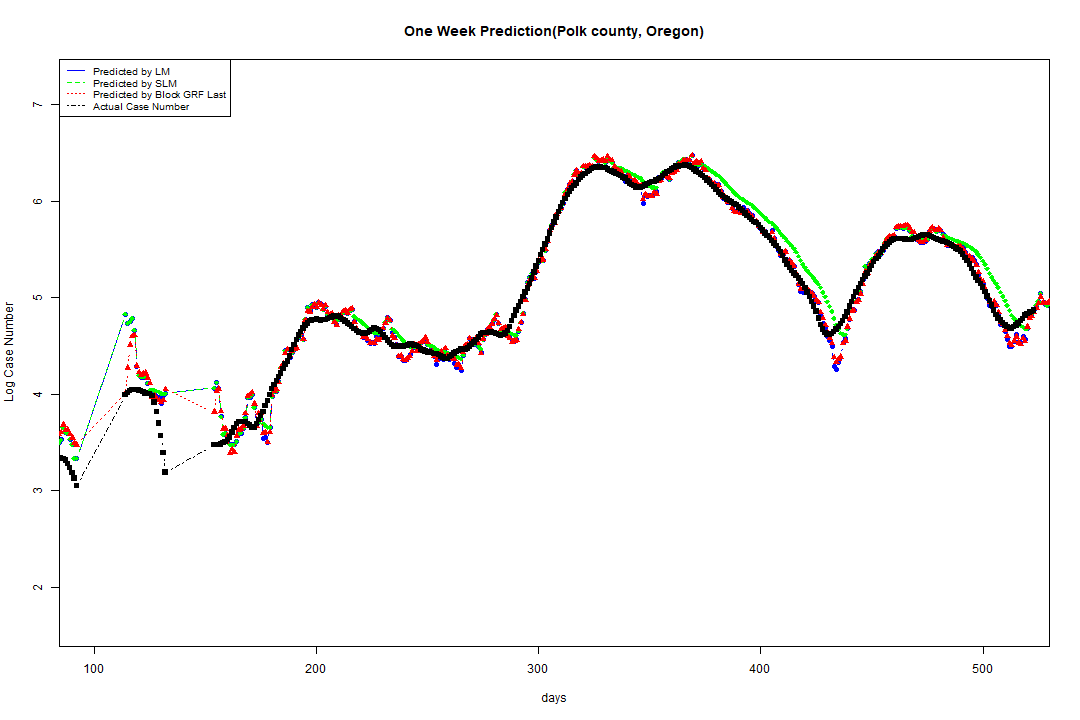 One Week Prediction(Polk county, Oregon)
Predicted by LM
Predicted by SLM
Predicted by Block GRF Last
Actual Case Number
7
6
5
4
3
2
Log Case Number
100 200 300 400 500
days